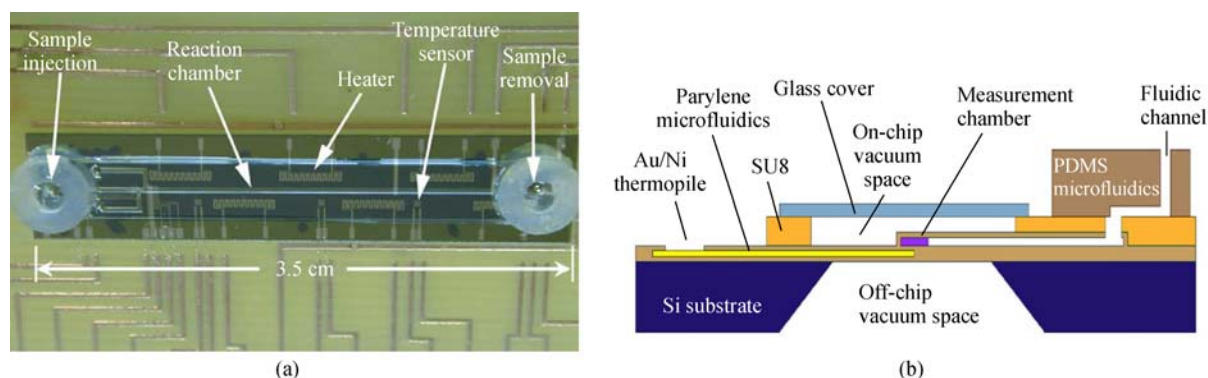 Sample
injection
Reaction
chamber
Heater
Temperature
sensor
Sample
removal
3.5 cm
(a)
Glass cover
Parylene
microfluidics
Au/Ni
thermopile
SU8
On-chip
vacuum
space
Measurement
chamber
Fluidic
channel
PDMS
microfluidics
Si substrate
Off-chip
vacuum space
(b)